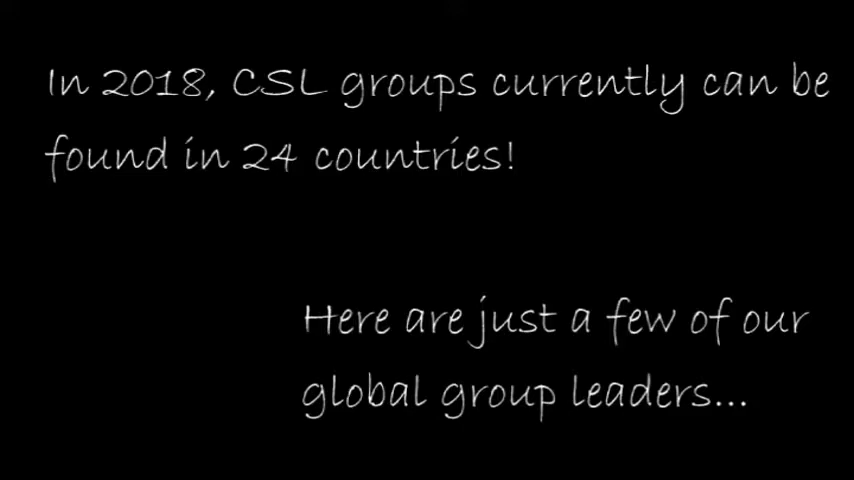 In 2018, CSL groups currently can be
found in 24 countries!
Here are just a few of our
global group leaders...